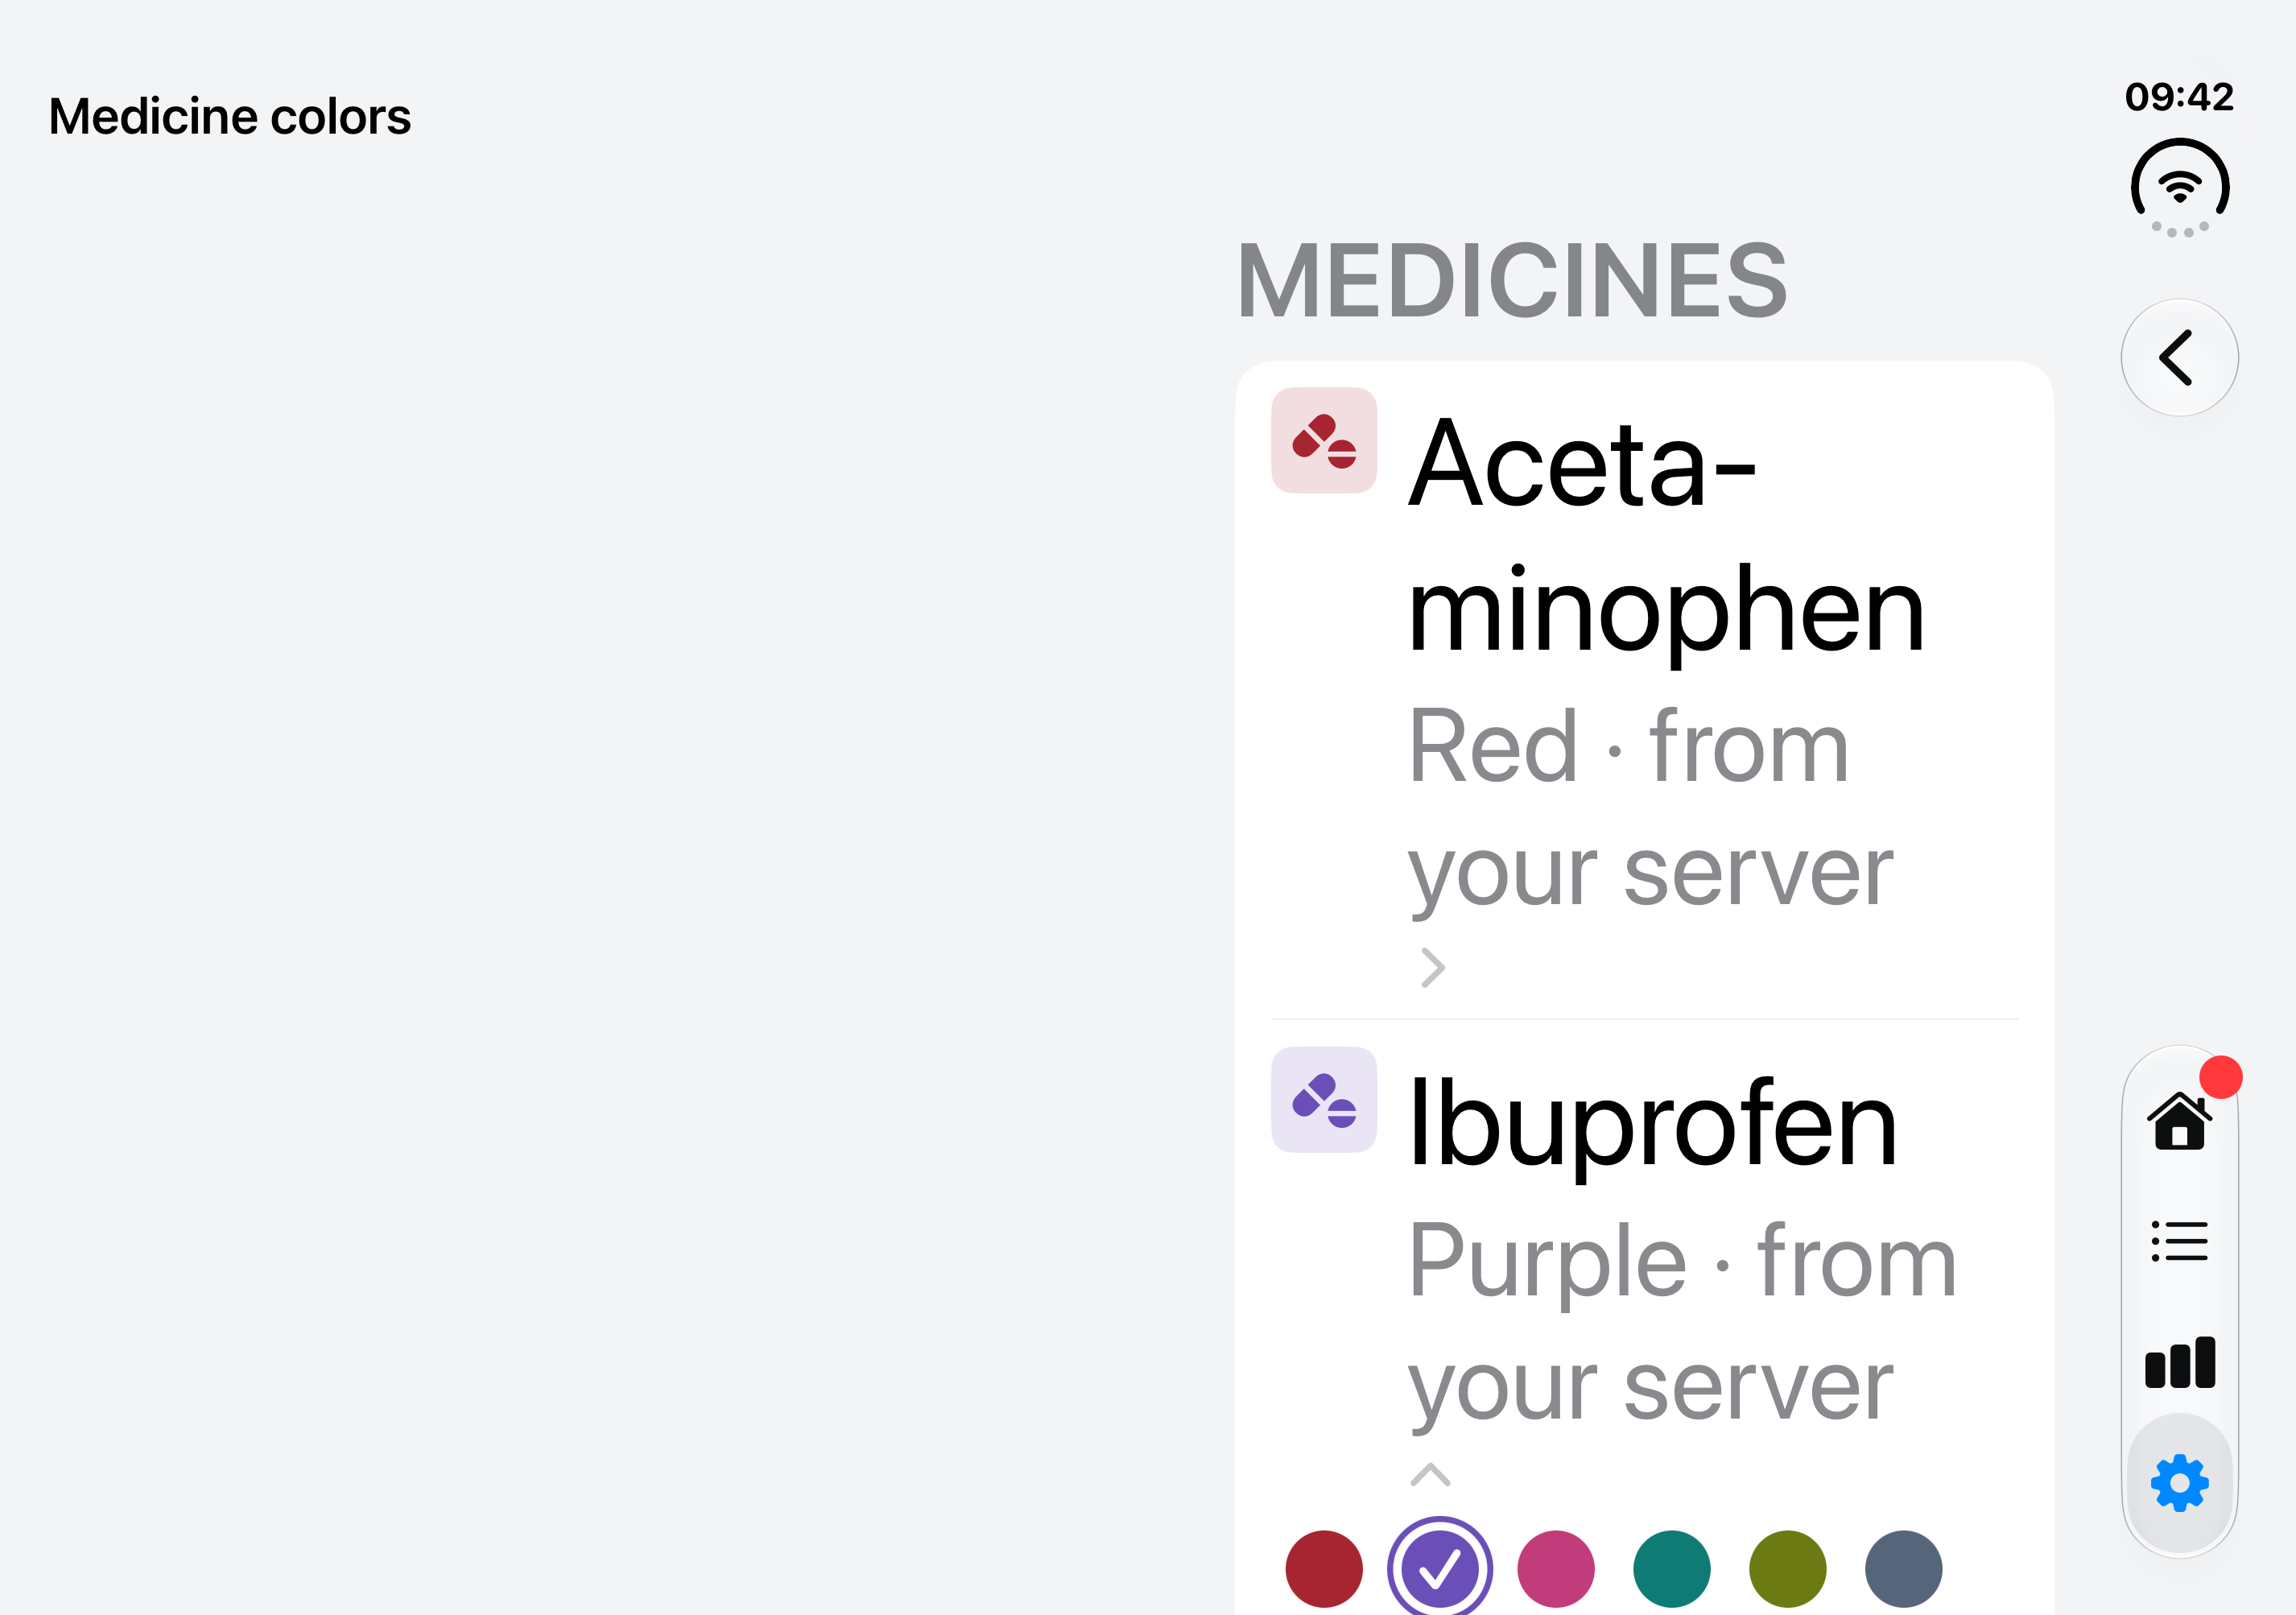 Medicine colors
09:42
MEDICINES
Aceta-
minophen
Red · from
your server
Ibuprofen
Purple · from
your server